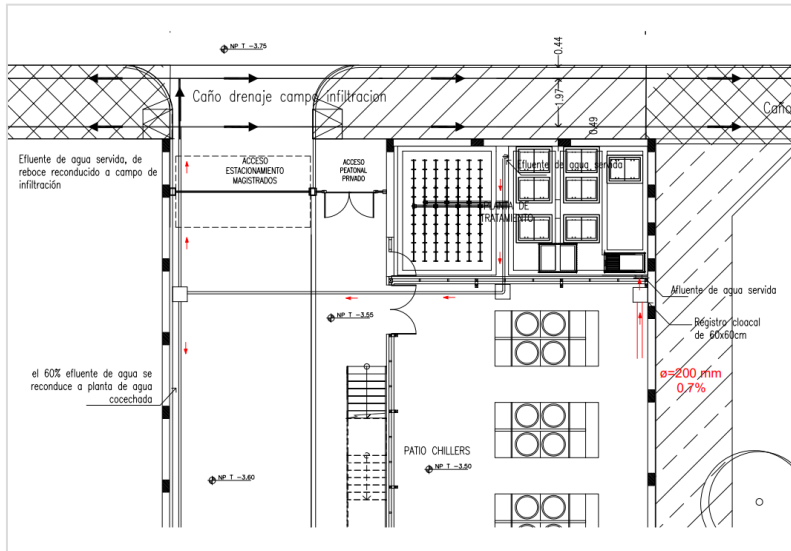 NP T -3.75
0.44
Caño drenaje campo infiltracion
1.97
0.49
Caño
Efluente de agua servida, de
reboce reconducido a campo de
infiltración
ACCESO
ESTACIONAMIENTO
MAGISTRADOS
ACCESO
PEATONAL
PRIVADO
Efluente de agua servida
PLANTA DE
TRATAMIENTO
Afluente de agua servida
NP T -3.55
Registro cloacal
de 60x60cm
el 60% efluente de agua se
reconduce a planta de agua
cocechada
ø=200 mm
0.7%
PATIO CHILLERS
NP T -3.50
NP T -3.60